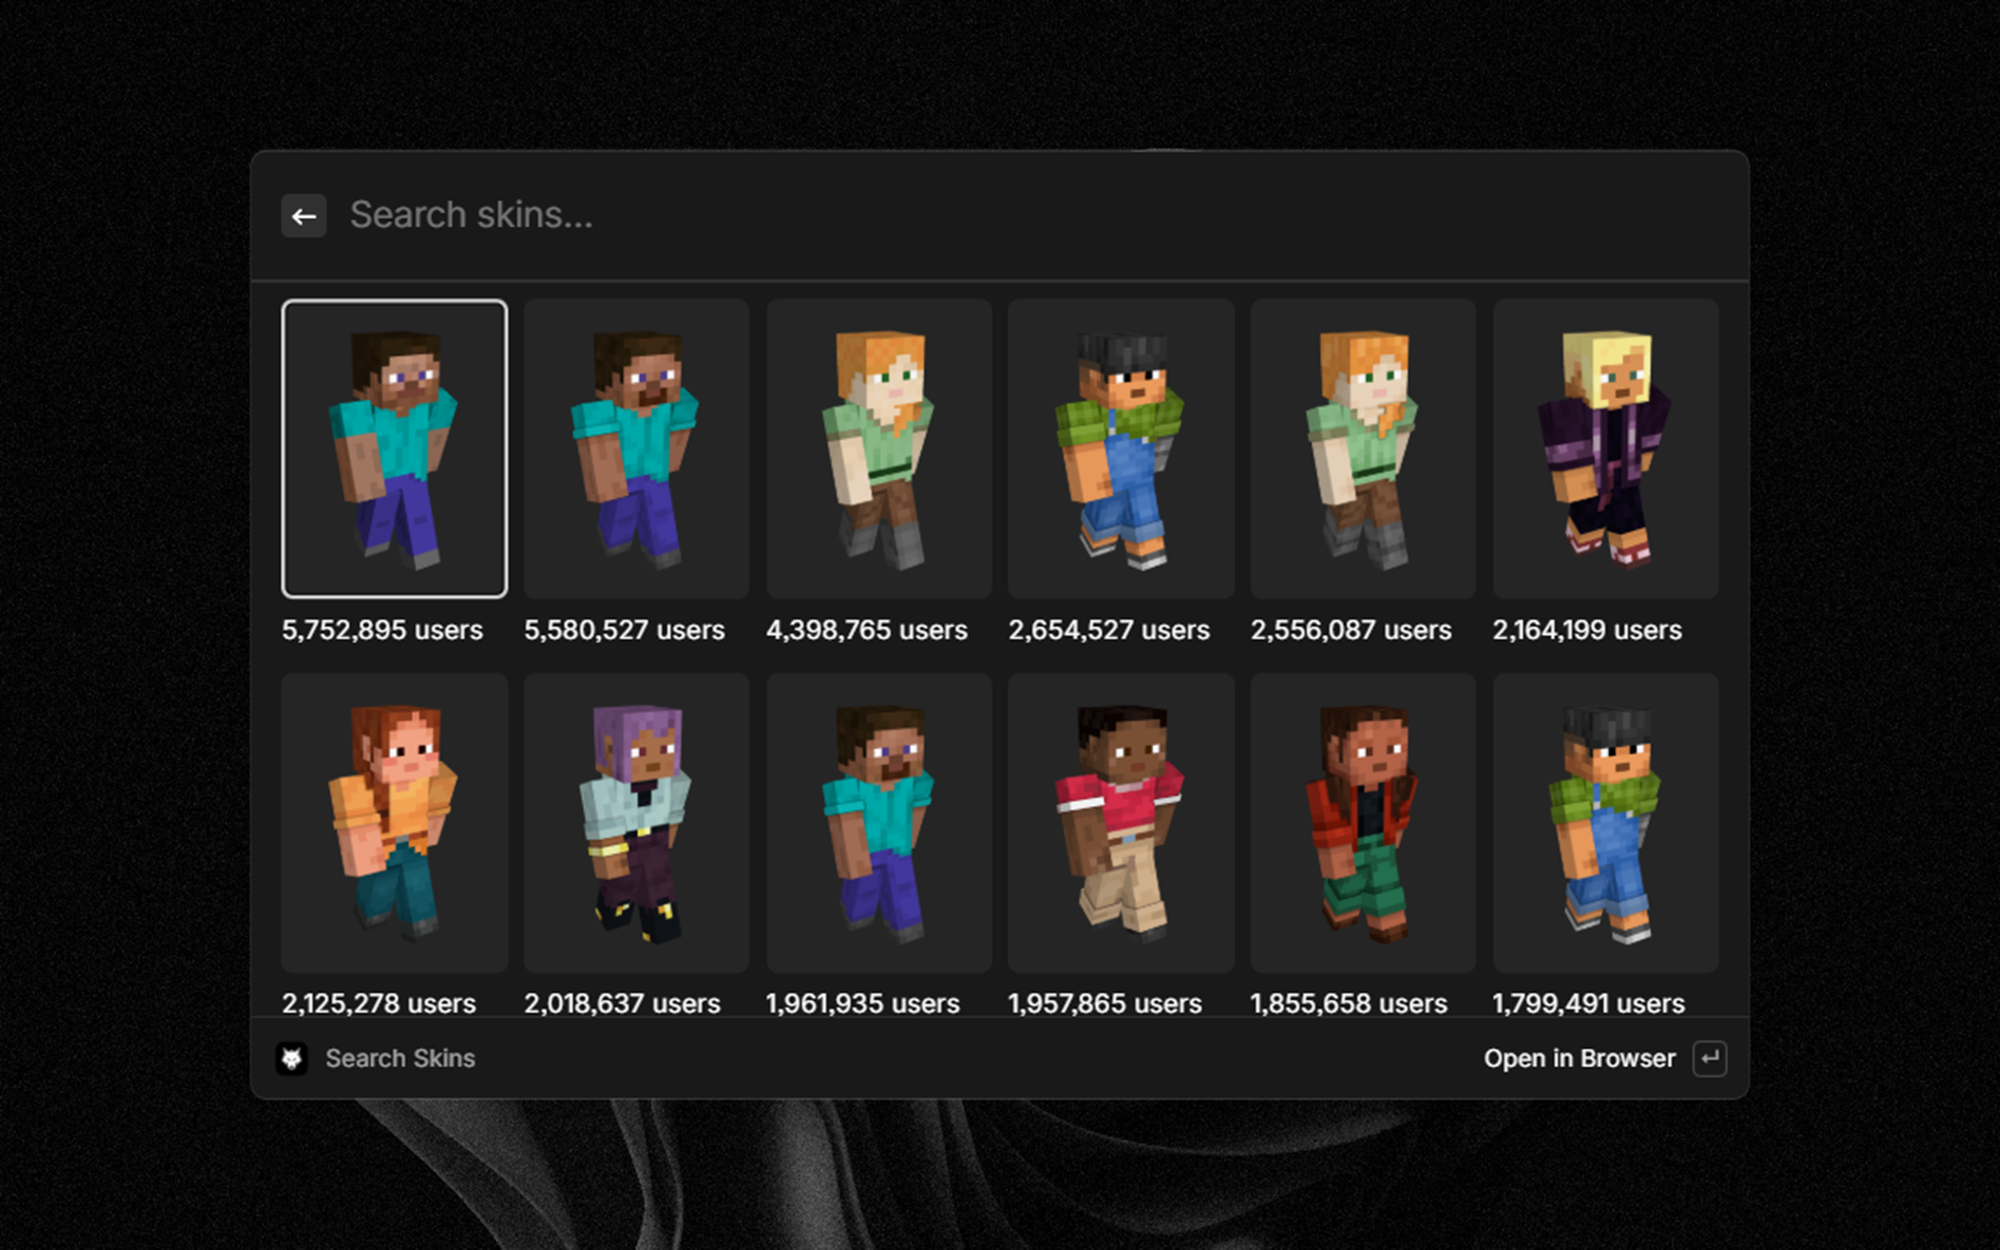 Search skins...
5,752,895 users
5,580,527 users
4,398,765 users
2,654,527 users
2,556,087 users
2,164,199 users
2,125,278 users
2,018,637 users
1,961,935 users
1,957,865 users
1,855,658 users
1,799,491 users
Search Skins
Open in Browser